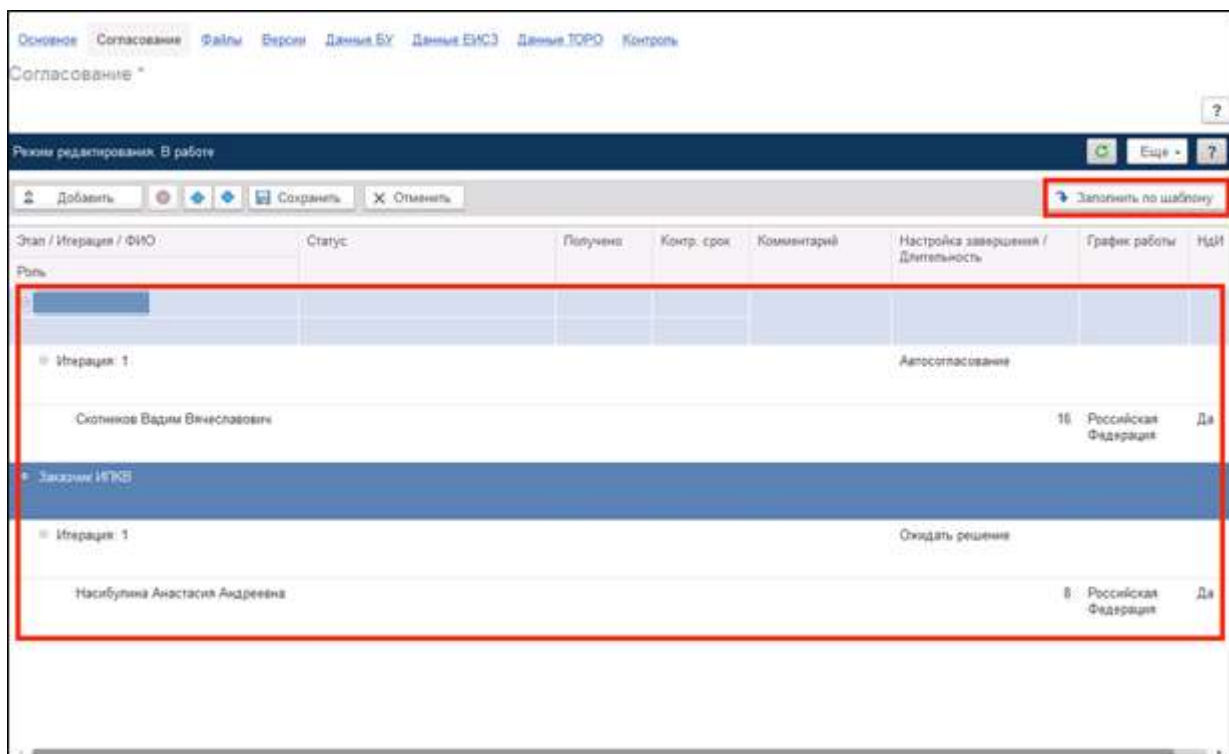 Основное Согласование Файлы Версии Данные БУ Данные ЕИСЗ Данные ТОРО Контроль
Согласование *
?
Режим редактирования. В работе Еще ?
Добавить Сохранить Отменить Заполнить по шаблону
Этап / Итерация / ФИО Статус Получено Контр. срок Комментарий Настройка завершения / График работы НдИ
Длительность
Роль
Итерация: 1 Автосогласование
Скотников Вадим Вячеславович 16 Российская Да
Федерация
Заказчик ИПКВ
Итерация: 1 Ожидать решение
Насибулина Анастасия Андреевна 8 Российская Да
Федерация